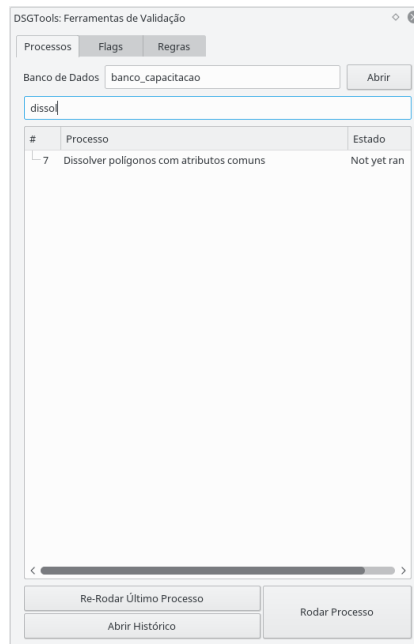 DSGTools: Ferramentas de Validação
Processos Flags Regras
Banco de Dados banco_capacitacao Abrir
dissol
# Processo Estado
7 Dissolver polígonos com atributos comuns Not yet ran
Re-Rodar Último Processo
Rodar Processo
Abrir Histórico